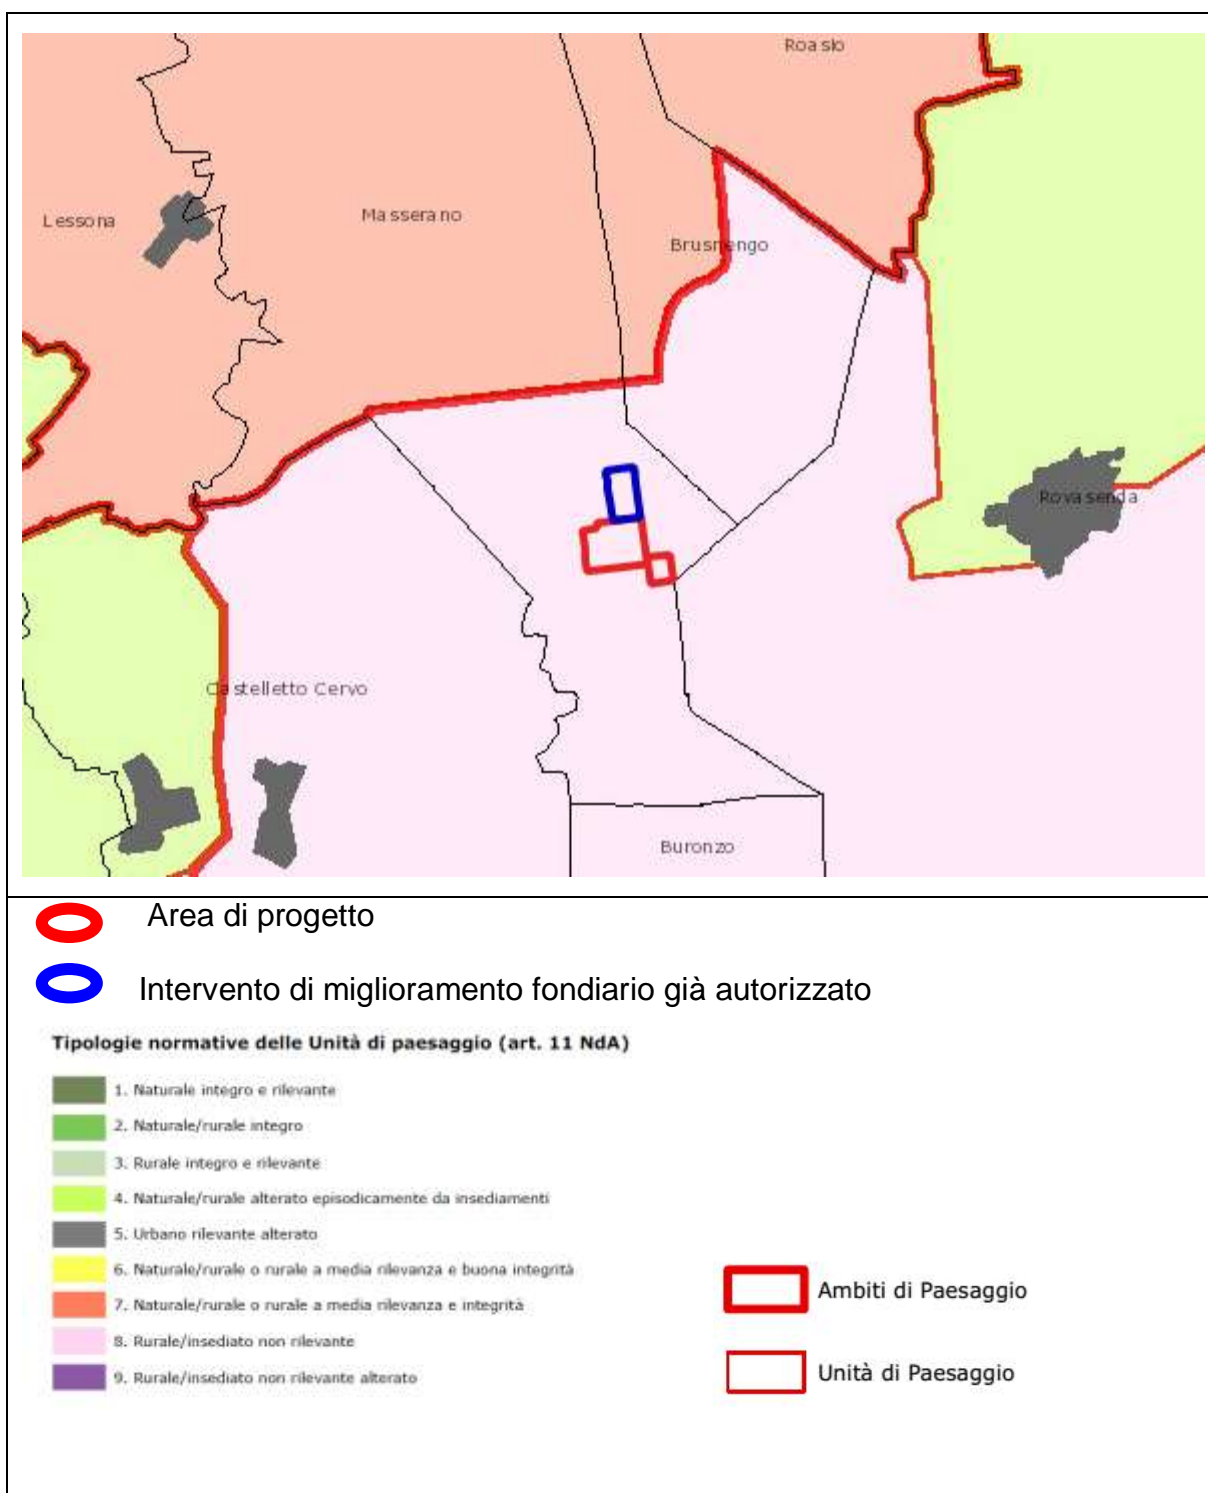 Roasio
Lessona
Masserano
Brusnengo
Rovasenda
Castelletto Cervo
Buronzo
Area di progetto
Intervento di miglioramento fondiario già autorizzato
Tipologie normative delle Unità di paesaggio (art. 11 NdA)
1. Naturale integro e rilevante
2. Naturale/rurale integro
3. Rurale integro e rilevante
4. Naturale/rurale alterato episodicamente da insediamenti
5. Urbano rilevante alterato
6. Naturale/rurale o rurale a media rilevanza e buona integrità
7. Naturale/rurale o rurale a media rilevanza e integrità
8. Rurale/insediato non rilevante
9. Rurale/insediato non rilevante alterato
Ambiti di Paesaggio
Unità di Paesaggio